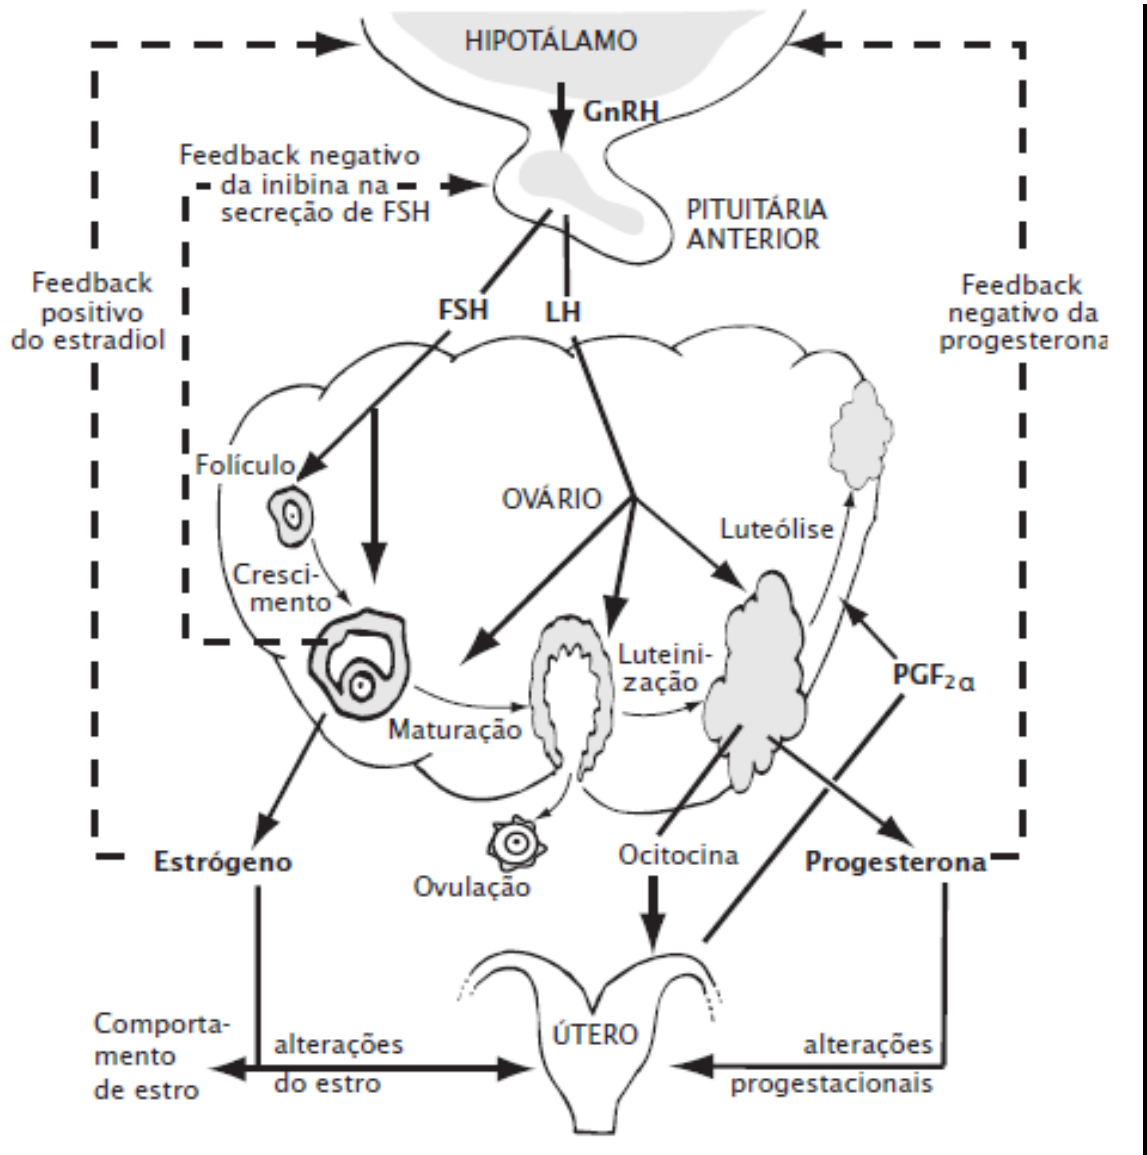 HIPOTÁLAMO
GnRH
Feedback negativo
da inibina na
secreção de FSH
PITUITÁRIA
ANTERIOR
Feedback
positivo
do estradiol
FSH
LH
Feedback
negativo da
progesterona
Folículo
OVÁRIO
Luteólise
Cresci-
mento
Luteini-
zação
PGF2α
Maturação
Estrógeno
Ovulação
Ocitocina
Progesterona
Comporta-
mento
de estro
alterações
do estro
ÚTERO
alterações
progestacionais